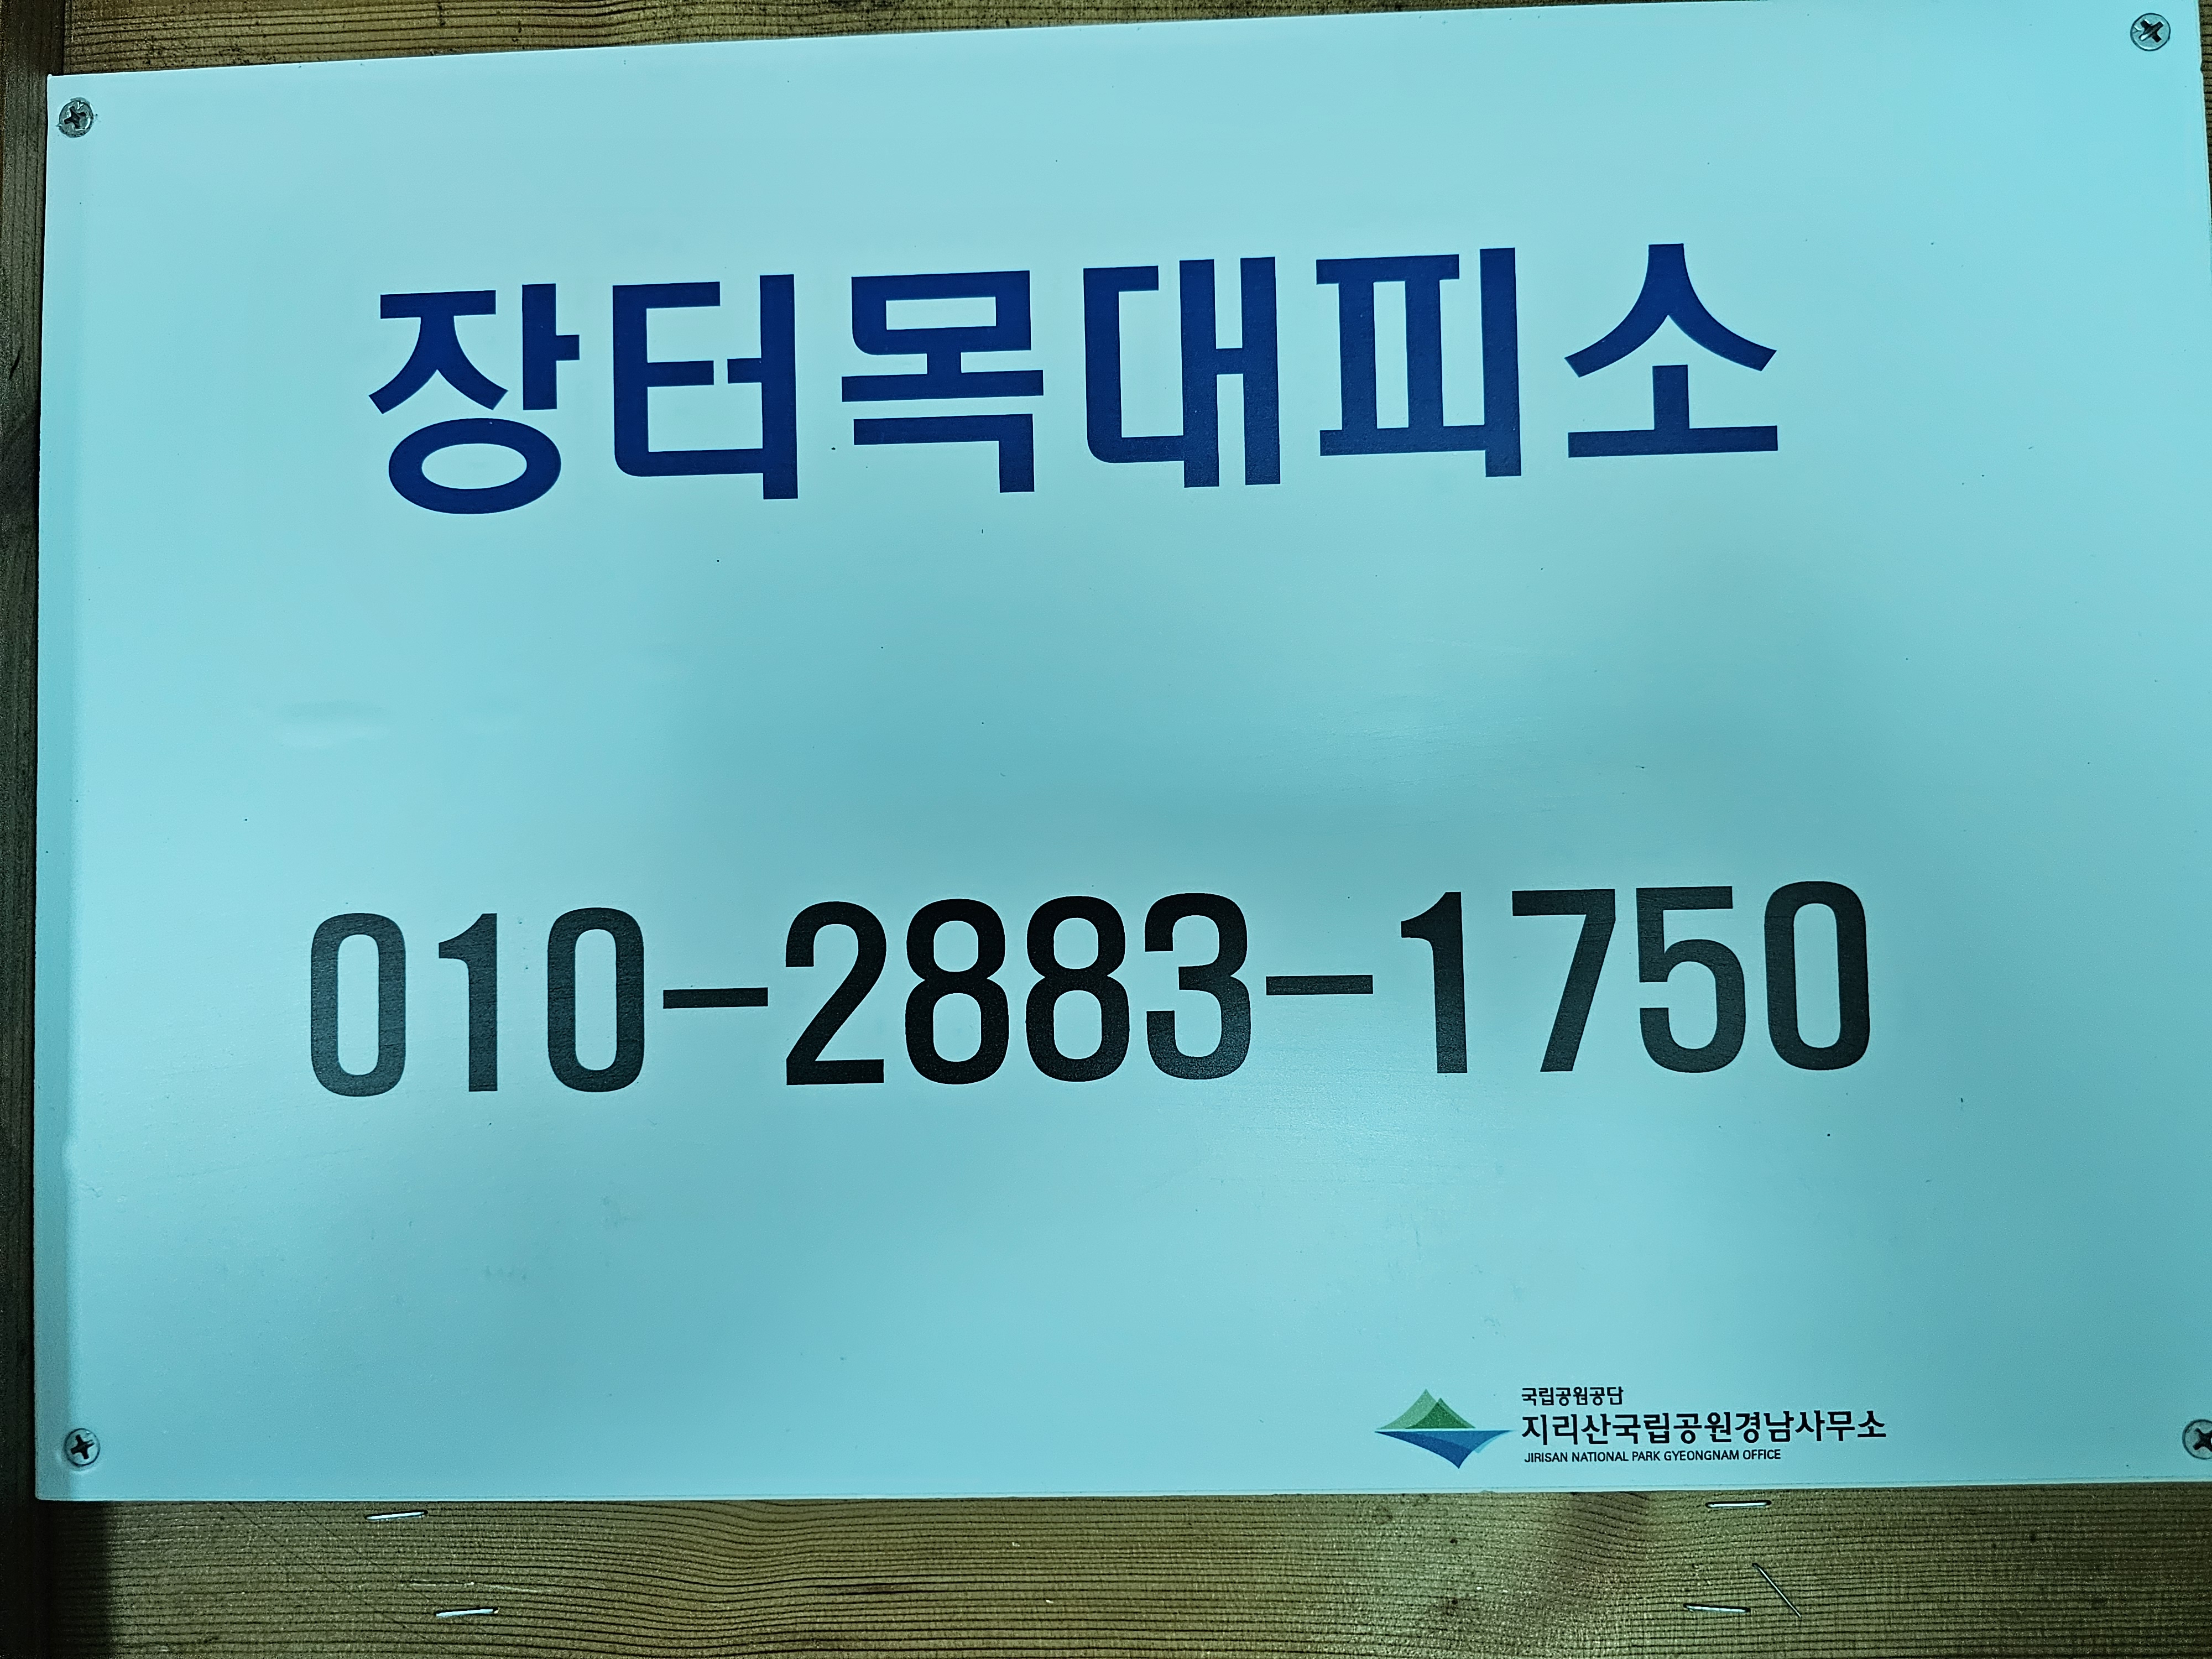 장터목대피소
010-2883-1750
국립공원공단
지리산국립공원경남사무소
JIRISAN NATIONAL PARK GYEONGNAM OFFICE